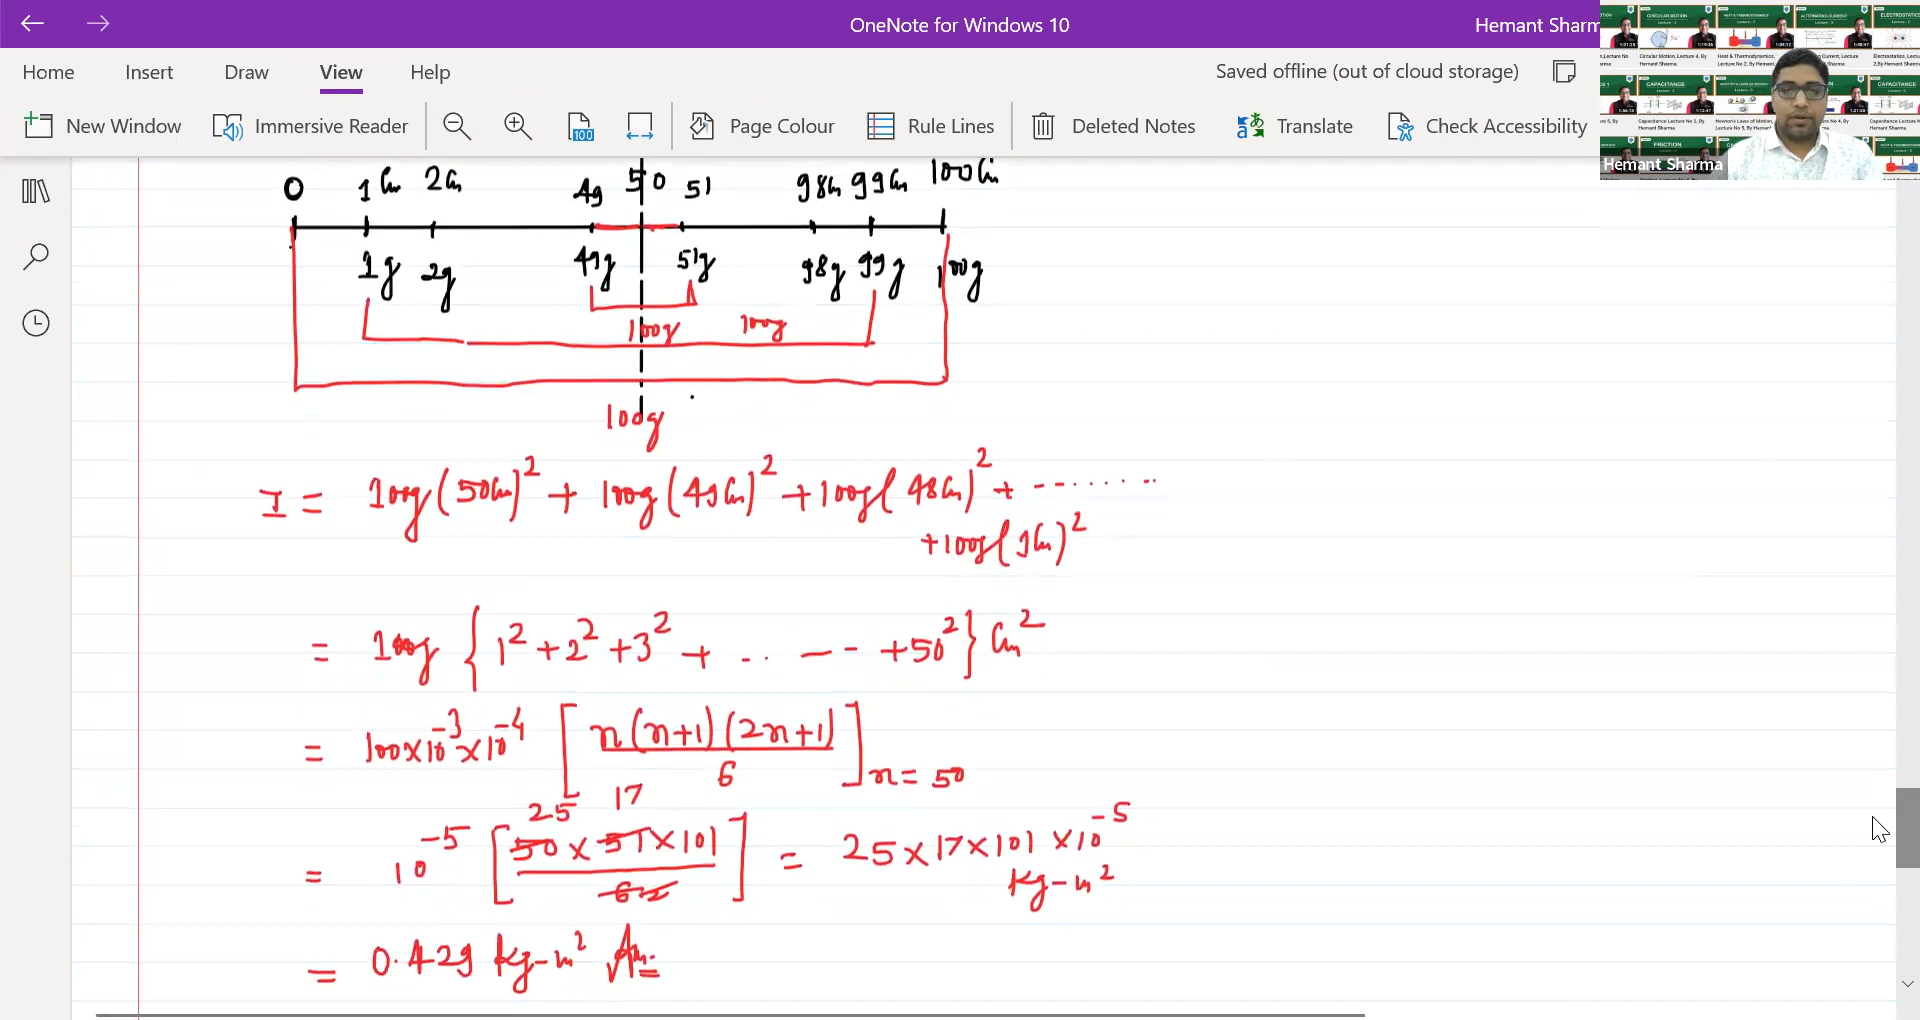 OneNote for Windows 10
Hemant Sharm
Home Insert Draw View Help
Saved offline (out of cloud storage)
New Window Immersive Reader 100 Page Colour Rule Lines Deleted Notes Translate Check Accessibility
Hemant Sharma
0 1cm 2cm 49 50 51 98cm 99cm 100cm
1g 2g 49g 51g 98g 99g 100g
100g 100g
100g
I = 100g(50cm)² + 100g(49cm)² + 100g(48cm)² + ---......
+100g(1cm)²
= 100g {1² + 2² + 3² + .. -- - +50²} cm²
= 100×10⁻³×10⁻⁴ [n(n+1)(2n+1)/6] n = 50
25 17
= 10⁻⁵ [50 × 51 × 101 / 6 2] = 25×17×101 ×10⁻⁵
kg-m²
= 0.429 kg-m² Ans.